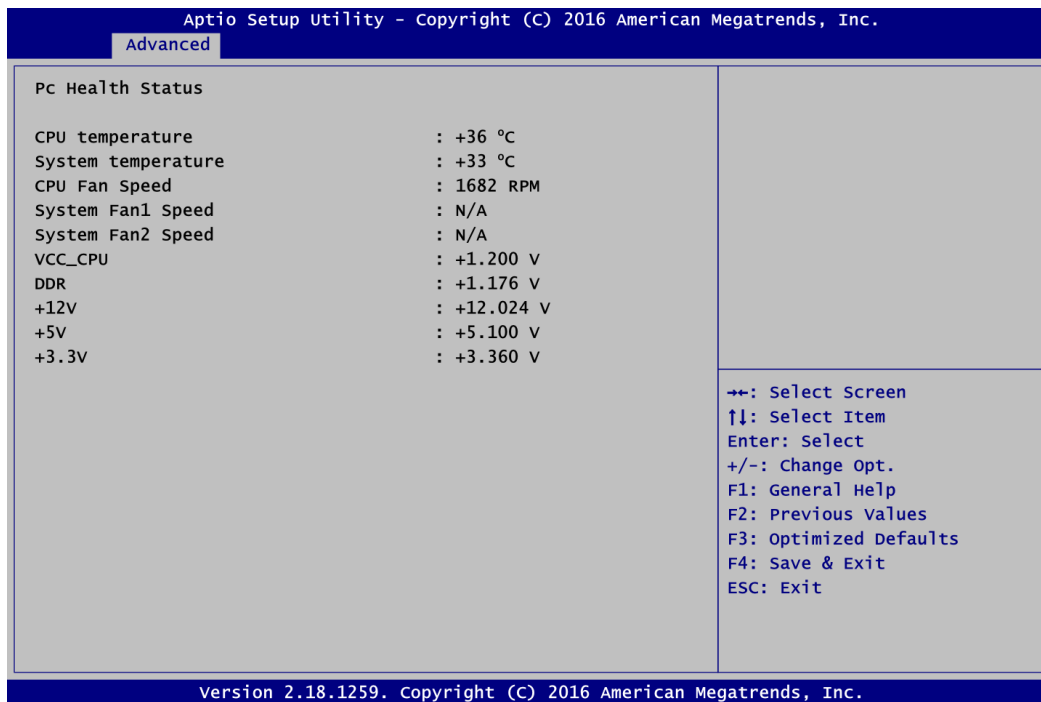 Aptio Setup Utility - Copyright (C) 2016 American Megatrends, Inc.
Advanced
Pc Health Status
CPU temperature : +36 °C
System temperature : +33 °C
CPU Fan Speed : 1682 RPM
System Fan1 Speed : N/A
System Fan2 Speed : N/A
VCC_CPU : +1.200 V
DDR : +1.176 V
+12V : +12.024 V
+5V : +5.100 V
+3.3V : +3.360 V
→←: Select Screen
↑↓: Select Item
Enter: Select
+/-: Change Opt.
F1: General Help
F2: Previous Values
F3: Optimized Defaults
F4: Save & Exit
ESC: Exit
Version 2.18.1259. Copyright (C) 2016 American Megatrends, Inc.